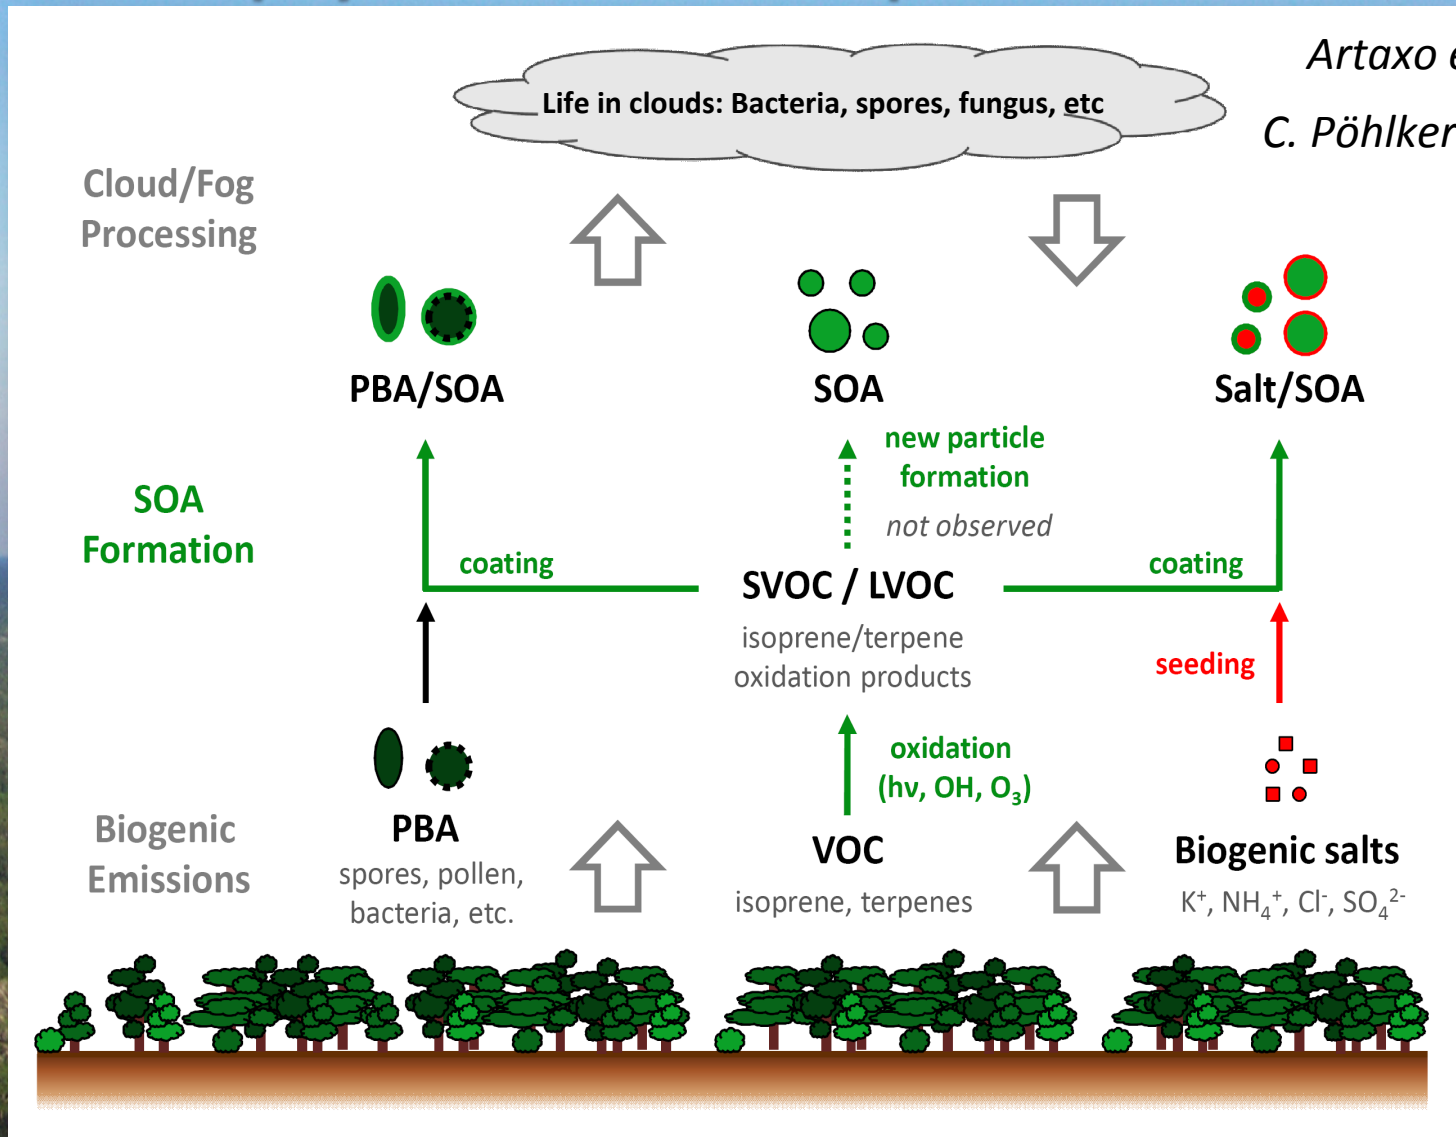 Artaxo
C. Pöhlker
Life in clouds: Bacteria, spores, fungus, etc
Cloud/Fog
Processing
PBA/SOA
SOA
Salt/SOA
new particle
formation
not observed
SOA
Formation
coating
coating
SVOC / LVOC
isoprene/terpene
oxidation products
seeding
oxidation
(hν, OH, O₃)
Biogenic
Emissions
PBA
spores, pollen,
bacteria, etc.
VOC
isoprene, terpenes
Biogenic salts
K⁺, NH₄⁺, Cl⁻, SO₄²⁻